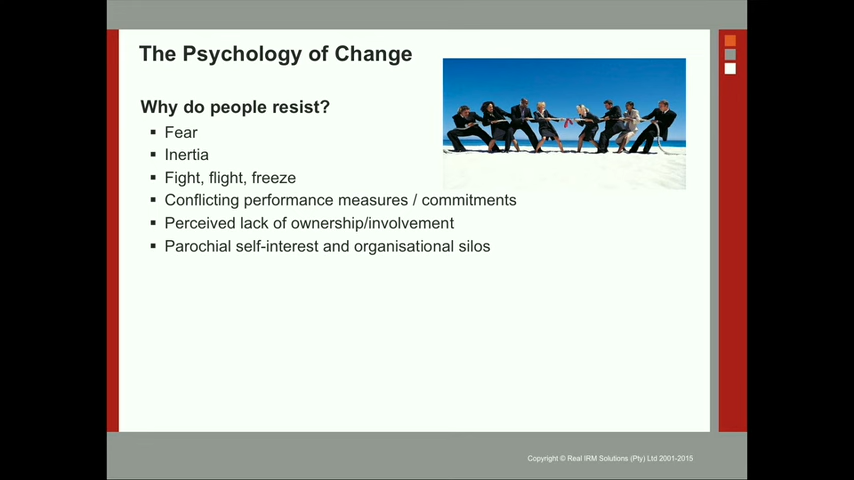 The Psychology of Change
Why do people resist?
▪ Fear
▪ Inertia
▪ Fight, flight, freeze
▪ Conflicting performance measures / commitments
▪ Perceived lack of ownership/involvement
▪ Parochial self-interest and organisational silos
Copyright © Real IRM Solutions (Pty) Ltd 2001-2015